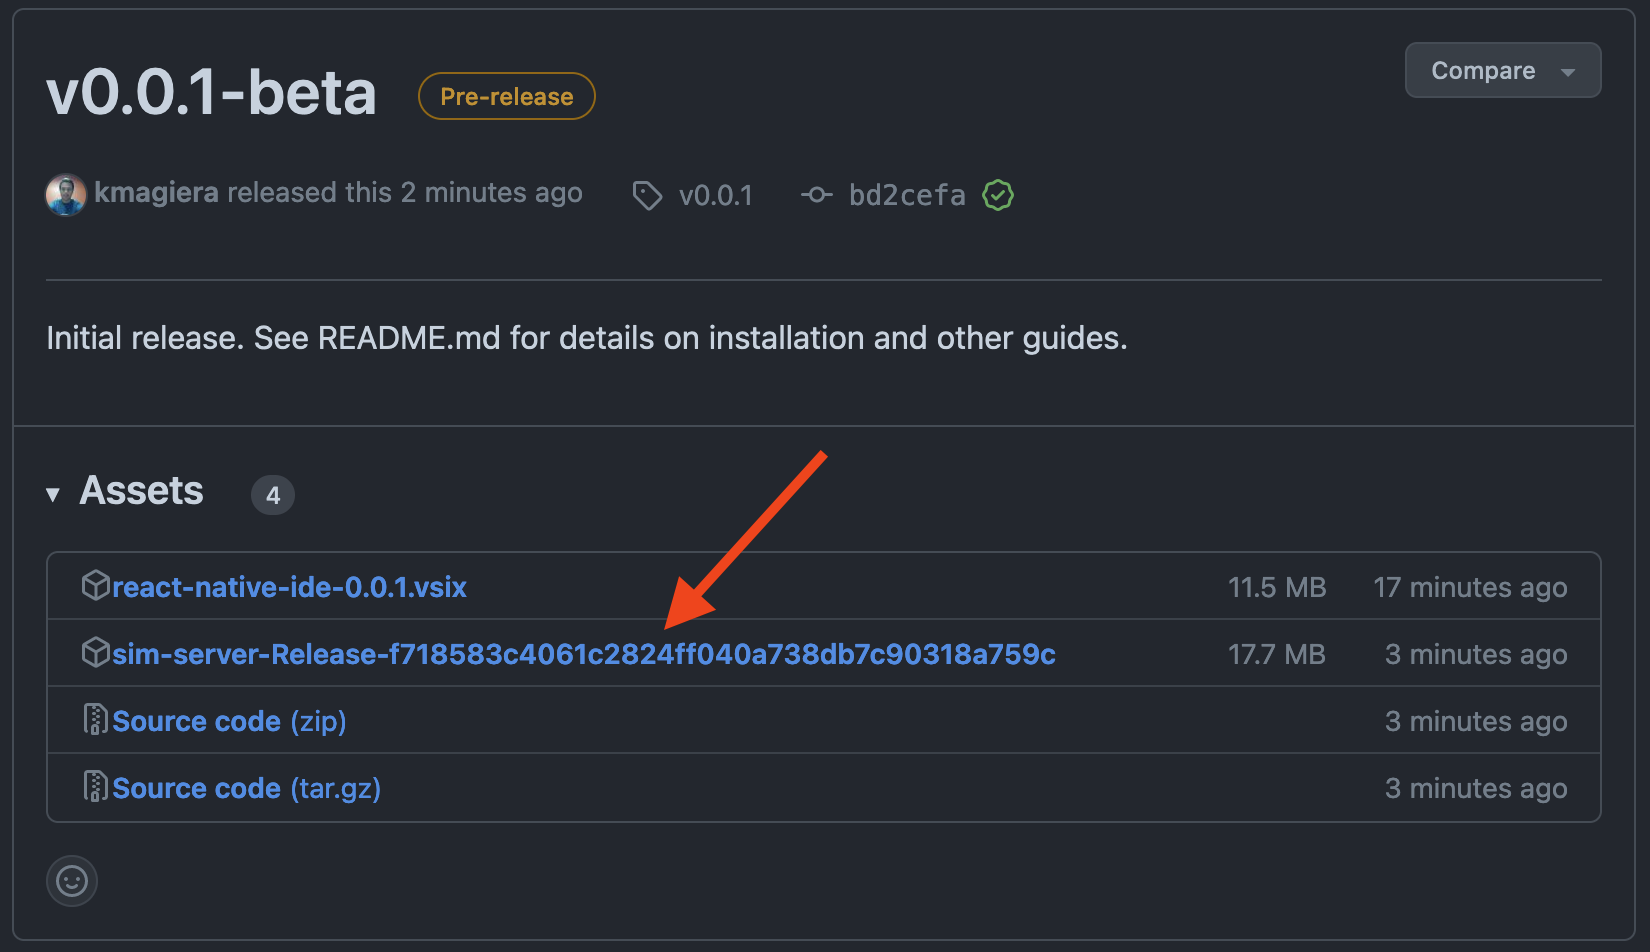 v0.0.1-beta Pre-release Compare
kmagiera released this 2 minutes ago v0.0.1 bd2cefa
Initial release. See README.md for details on installation and other guides.
Assets 4
react-native-ide-0.0.1.vsix 11.5 MB 17 minutes ago
sim-server-Release-f718583c4061c2824ff040a738db7c90318a759c 17.7 MB 3 minutes ago
Source code (zip) 3 minutes ago
Source code (tar.gz) 3 minutes ago